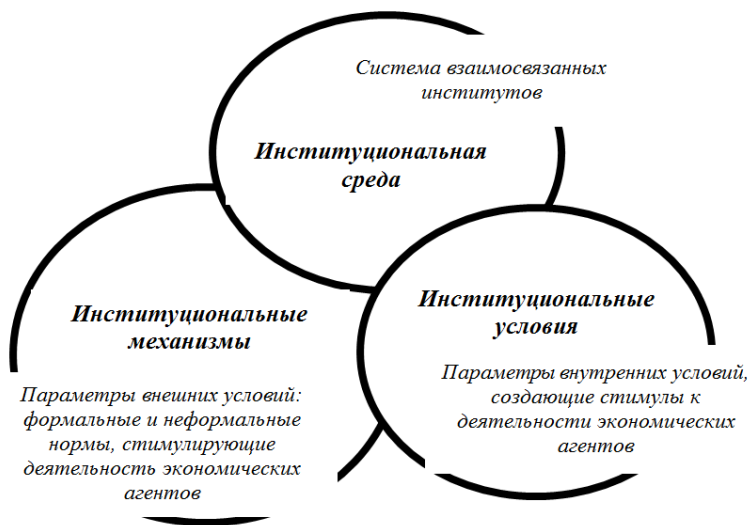 Система взаимосвязанных
институтов
Институциональная
среда
Институциональные
механизмы
Параметры внешних условий:
формальные и неформальные
нормы, стимулирующие
деятельность экономических
агентов
Институциональные
условия
Параметры внутренних условий,
создающие стимулы к
деятельности экономических
агентов